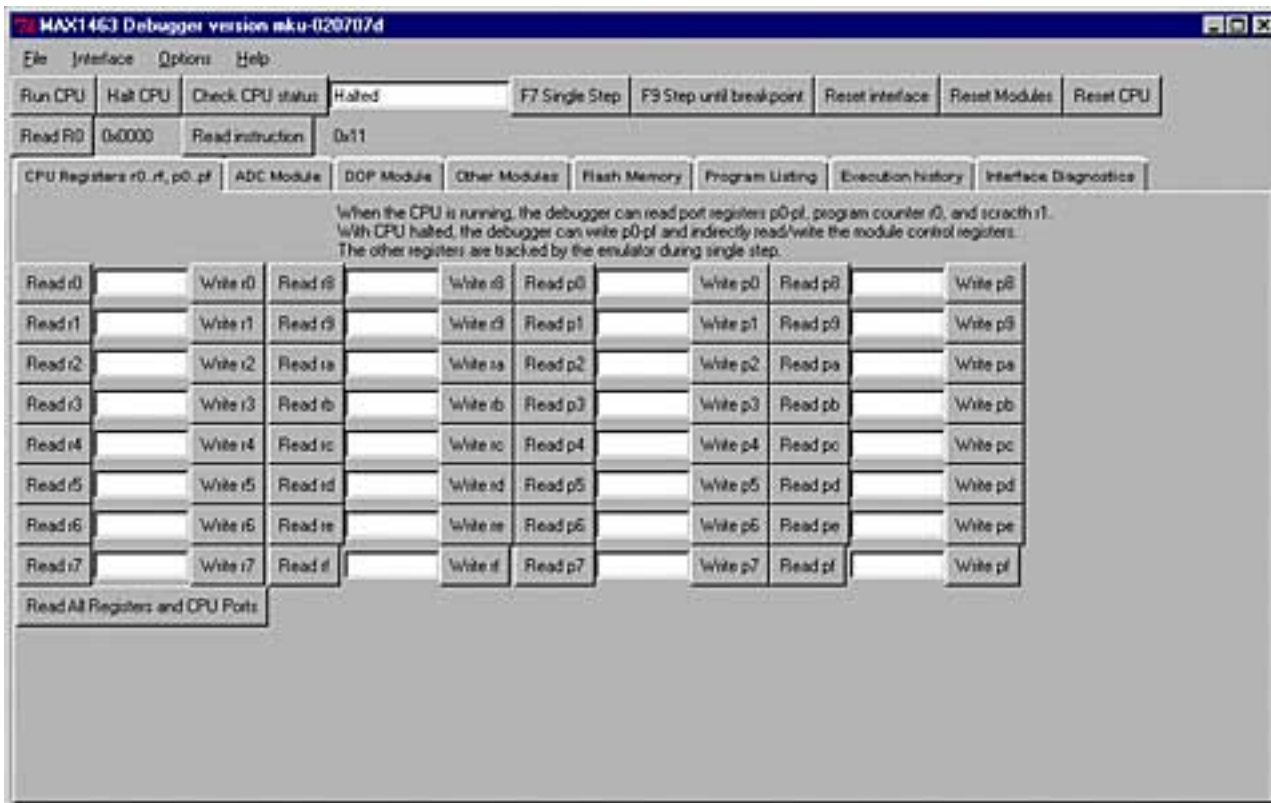 MAX1463 Debugger version mku-020707d
File Interface Options Help
Run CPU Halt CPU Check CPU status Halted F7 Single Step F9 Step until breakpoint Reset interface Reset Modules Reset CPU
Read R0 0x0000 Read instruction 0x11
CPU Registers r0..rf, p0..pf ADC Module DOP Module Other Modules Flash Memory Program Listing Execution history Interface Diagnostics
When the CPU is running, the debugger can read port registers p0-pf, program counter r0, and scracth r1.
With CPU halted, the debugger can write p0-pf and indirectly read/write the module control registers.
The other registers are tracked by the emulator during single step.
Read r0 Write r0 Read r8 Write r8 Read p0 Write p0 Read p8 Write p8
Read r1 Write r1 Read r9 Write r9 Read p1 Write p1 Read p9 Write p9
Read r2 Write r2 Read ra Write ra Read p2 Write p2 Read pa Write pa
Read r3 Write r3 Read rb Write rb Read p3 Write p3 Read pb Write pb
Read r4 Write r4 Read rc Write rc Read p4 Write p4 Read pc Write pc
Read r5 Write r5 Read rd Write rd Read p5 Write p5 Read pd Write pd
Read r6 Write r6 Read re Write re Read p6 Write p6 Read pe Write pe
Read r7 Write r7 Read rf Write rf Read p7 Write p7 Read pf Write pf
Read All Registers and CPU Ports